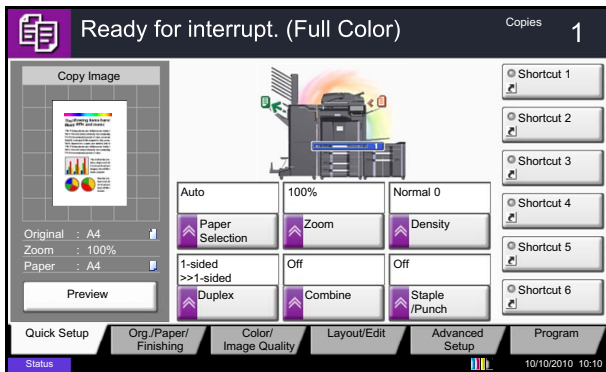 Ready for interrupt. (Full Color)
Copies
1
Copy Image
Original : A4
Zoom : 100%
Paper : A4
Preview
1
Auto
Paper
Selection
100%
Zoom
Normal 0
Density
1-sided
>>1-sided
Duplex
Off
Combine
Off
Staple
/Punch
Shortcut 1
Shortcut 2
Shortcut 3
Shortcut 4
Shortcut 5
Shortcut 6
Quick Setup
Org./Paper/
Finishing
Color/
Image Quality
Layout/Edit
Advanced
Setup
Program
Status
10/10/2010 10:10